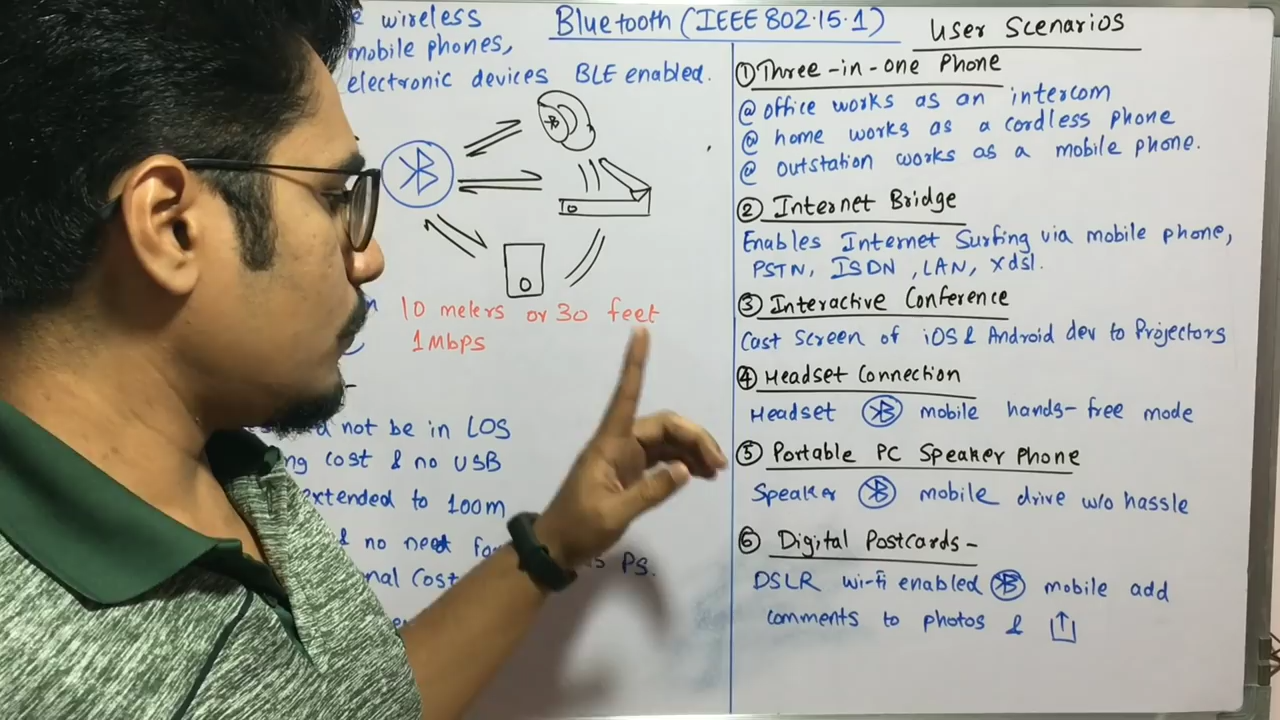 Bluetooth (IEEE 802.15.1)
wireless
mobile phones,
electronic devices BLE enabled.
10 meters or 30 feet
1Mbps
not be in LOS
cost & no USB
extended to 100m
& no need
PS.
User Scenarios
① Three-in-one Phone
@ office works as an intercom
@ home works as a cordless phone
@ outstation works as a mobile phone.
② Internet Bridge
Enables Internet Surfing via mobile phone,
PSTN, ISDN, LAN, xdsl.
③ Interactive Conference
Cast Screen of iOS & Android dev to Projectors
④ Headset Connection
Headset mobile hands-free mode
⑤ Portable PC Speaker Phone
Speaker mobile drive w/o hassle
⑥ Digital Postcards-
DSLR wi-fi enabled mobile add
comments to photos &